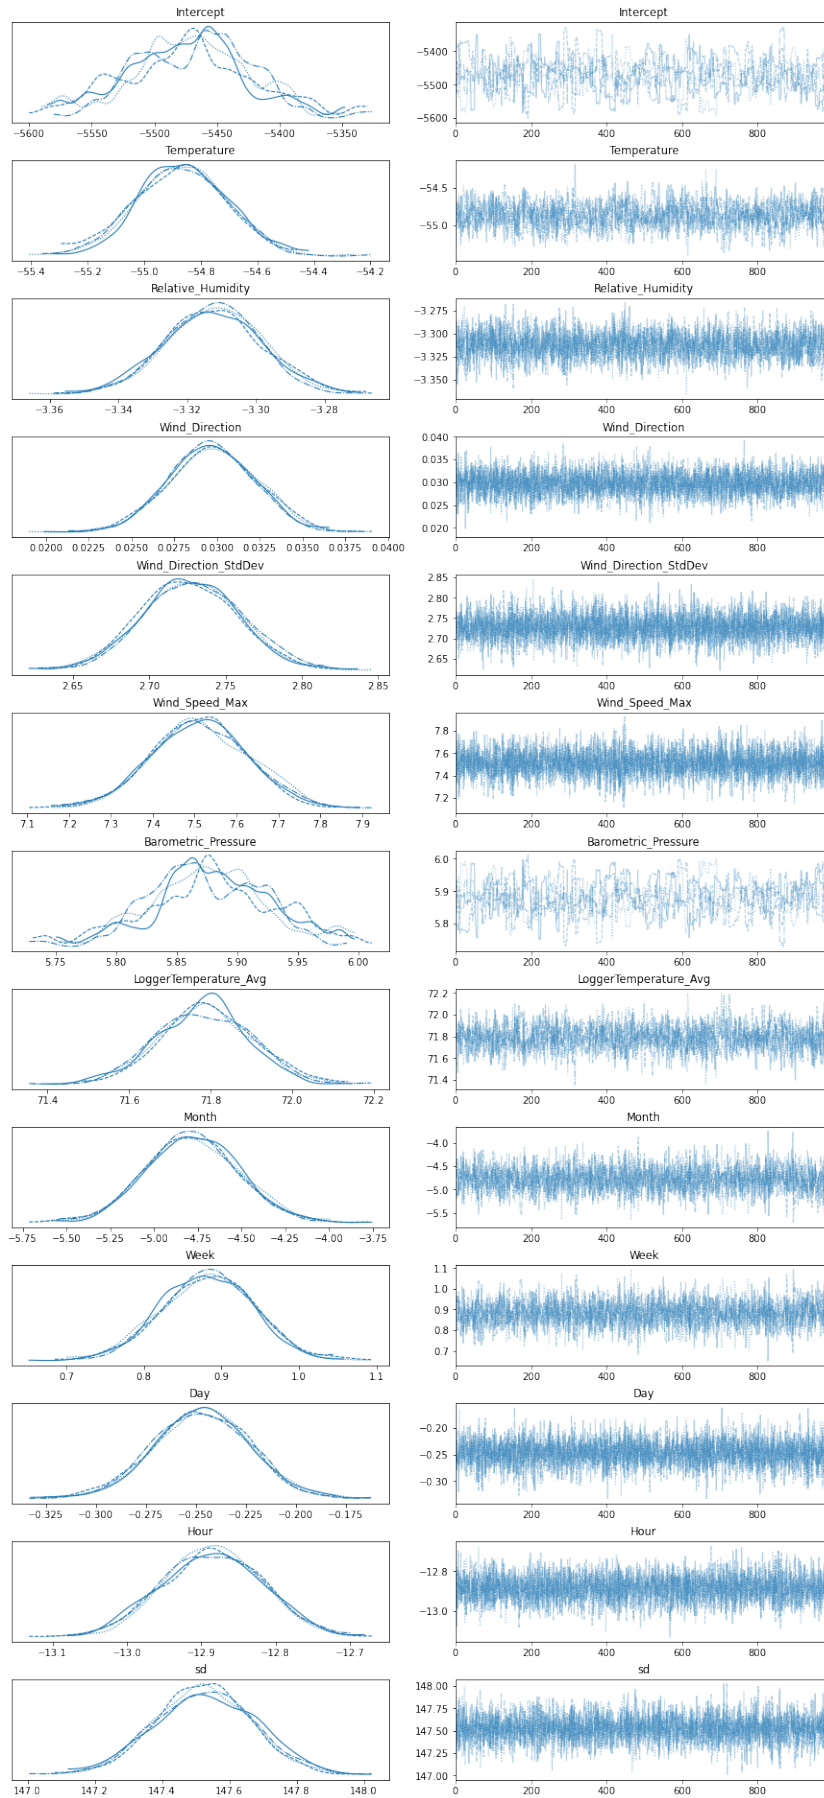 Intercept Intercept
−5400
−5500
−5600
−5600 −5550 −5500 −5450 −5400 −5350 0 200 400 600 800
Temperature Temperature
−54.5
−55.0
−55.4 −55.2 −55.0 −54.8 −54.6 −54.4 −54.2 0 200 400 600 800
Relative_Humidity Relative_Humidity
−3.275
−3.300
−3.325
−3.350
−3.36 −3.34 −3.32 −3.30 −3.28 0 200 400 600 800
Wind_Direction Wind_Direction
0.040
0.035
0.030
0.025
0.020
0.0200 0.0225 0.0250 0.0275 0.0300 0.0325 0.0350 0.0375 0.0400 0 200 400 600 800
Wind_Direction_StdDev Wind_Direction_StdDev
2.85
2.80
2.75
2.70
2.65
2.65 2.70 2.75 2.80 2.85 0 200 400 600 800
Wind_Speed_Max Wind_Speed_Max
7.8
7.6
7.4
7.2
7.1 7.2 7.3 7.4 7.5 7.6 7.7 7.8 7.9 0 200 400 600 800
Barometric_Pressure Barometric_Pressure
6.0
5.9
5.8
5.75 5.80 5.85 5.90 5.95 6.00 0 200 400 600 800
LoggerTemperature_Avg LoggerTemperature_Avg
72.2
72.0
71.8
71.6
71.4
71.4 71.6 71.8 72.0 72.2 0 200 400 600 800
Month Month
−4.0
−4.5
−5.0
−5.5
−5.75 −5.50 −5.25 −5.00 −4.75 −4.50 −4.25 −4.00 −3.75 0 200 400 600 800
Week Week
1.1
1.0
0.9
0.8
0.7
0.7 0.8 0.9 1.0 1.1 0 200 400 600 800
Day Day
−0.20
−0.25
−0.30
−0.325 −0.300 −0.275 −0.250 −0.225 −0.200 −0.175 0 200 400 600 800
Hour Hour
−12.8
−13.0
−13.1 −13.0 −12.9 −12.8 −12.7 0 200 400 600 800
sd sd
148.00
147.75
147.50
147.25
147.00
147.0 147.2 147.4 147.6 147.8 148.0 0 200 400 600 800